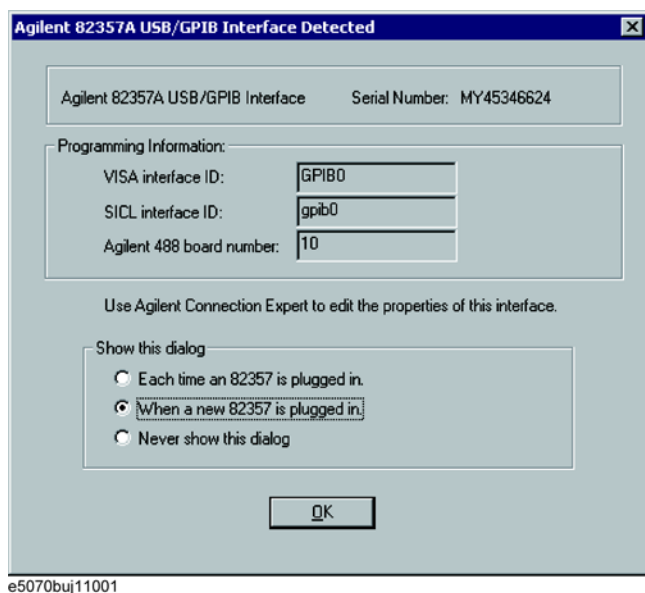 Agilent 82357A USB/GPIB Interface Detected
Agilent 82357A USB/GPIB Interface Serial Number: MY45346624
Programming Information:
VISA interface ID: GPIB0
SICL interface ID: gpib0
Agilent 488 board number: 10
Use Agilent Connection Expert to edit the properties of this interface.
Show this dialog
Each time an 82357 is plugged in.
When a new 82357 is plugged in.
Never show this dialog
OK
e5070buj11001